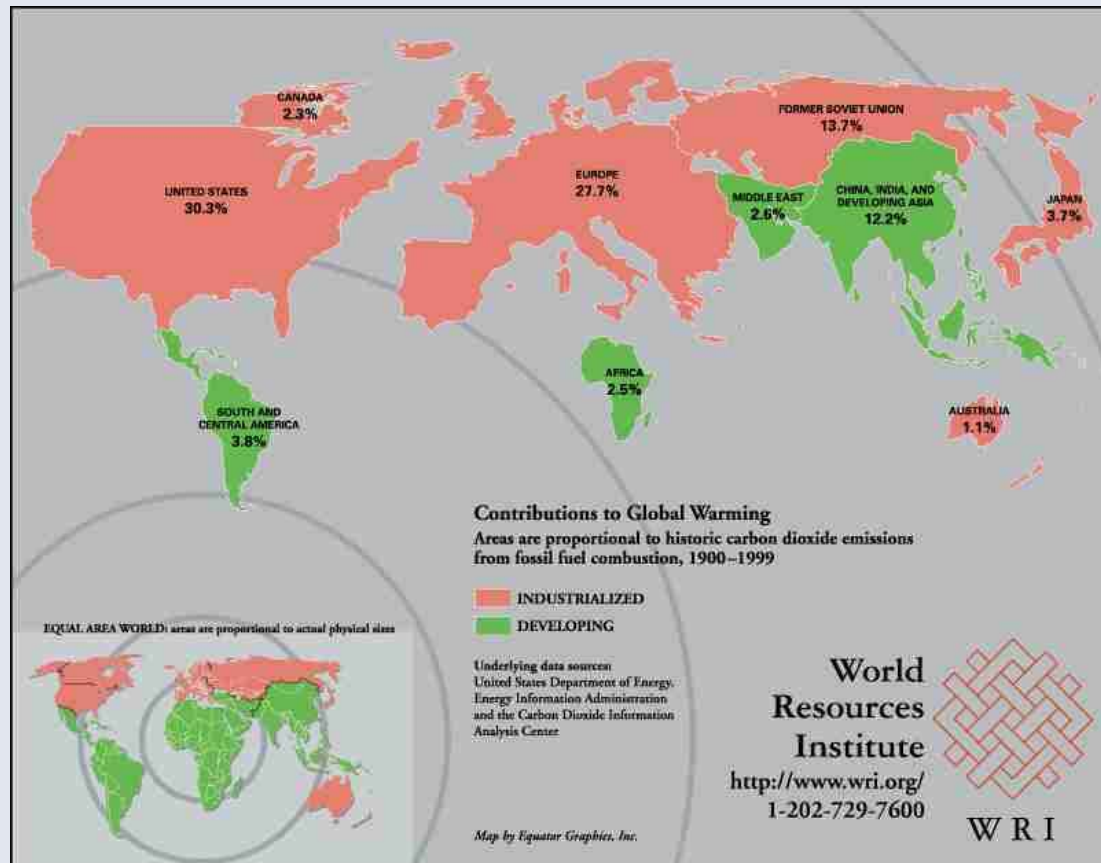 CANADA
2.3%
UNITED STATES
30.3%
EUROPE
27.7%
FORMER SOVIET UNION
13.7%
MIDDLE EAST
2.6%
CHINA, INDIA, AND
DEVELOPING ASIA
12.2%
JAPAN
3.7%
SOUTH AND
CENTRAL AMERICA
3.8%
AFRICA
2.5%
AUSTRALIA
1.1%
Contributions to Global Warming
Areas are proportional to historic carbon dioxide emissions
from fossil fuel combustion, 1900–1999
INDUSTRIALIZED
DEVELOPING
EQUAL AREA WORLD: areas are proportional to actual physical sizes
Underlying data sources:
United States Department of Energy,
Energy Information Administration
and the Carbon Dioxide Information
Analysis Center
Map by Equator Graphics, Inc.
World
Resources
Institute
http://www.wri.org/
1-202-729-7600
WRI